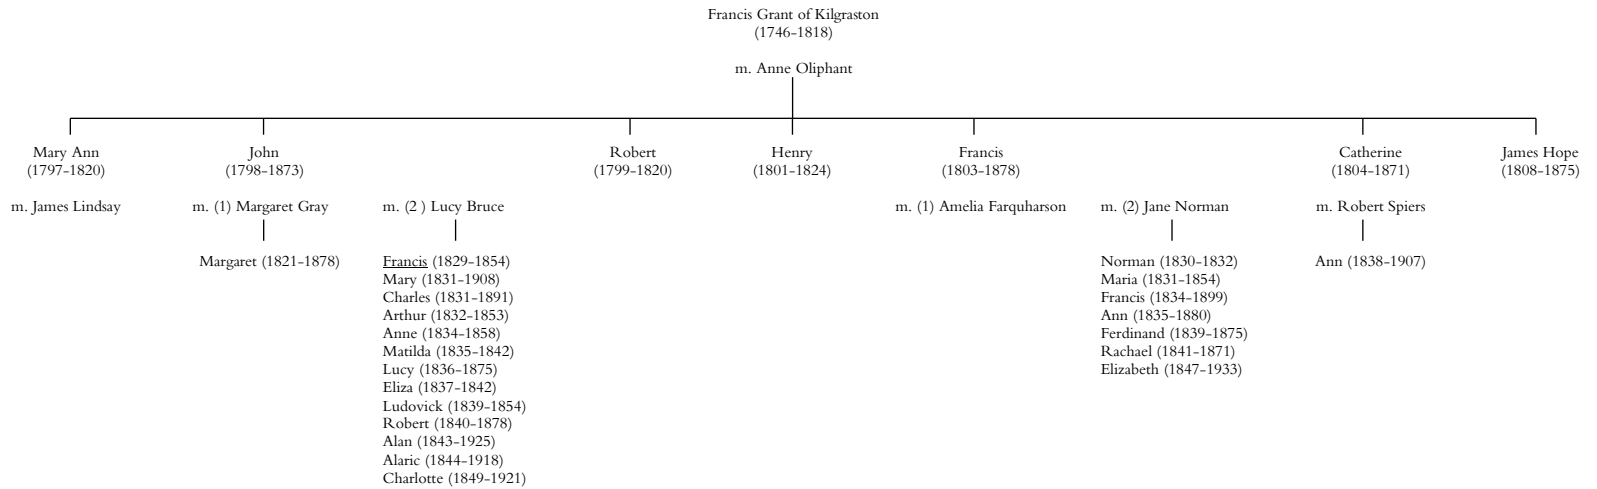 Francis Grant of Kilgraston
(1746-1818)
m. Anne Oliphant
Mary Ann
(1797-1820)
John
(1798-1873)
Robert
(1799-1820)
Henry
(1801-1824)
Francis
(1803-1878)
Catherine
(1804-1871)
James Hope
(1808-1875)
m. James Lindsay
m. (1) Margaret Gray
m. (2 ) Lucy Bruce
m. (1) Amelia Farquharson
m. (2) Jane Norman
m. Robert Spiers
Margaret (1821-1878)
Francis (1829-1854)
Mary (1831-1908)
Charles (1831-1891)
Arthur (1832-1853)
Anne (1834-1858)
Matilda (1835-1842)
Lucy (1836-1875)
Eliza (1837-1842)
Ludovick (1839-1854)
Robert (1840-1878)
Alan (1843-1925)
Alaric (1844-1918)
Charlotte (1849-1921)
Norman (1830-1832)
Maria (1831-1854)
Francis (1834-1899)
Ann (1835-1880)
Ferdinand (1839-1875)
Rachael (1841-1871)
Elizabeth (1847-1933)
Ann (1838-1907)